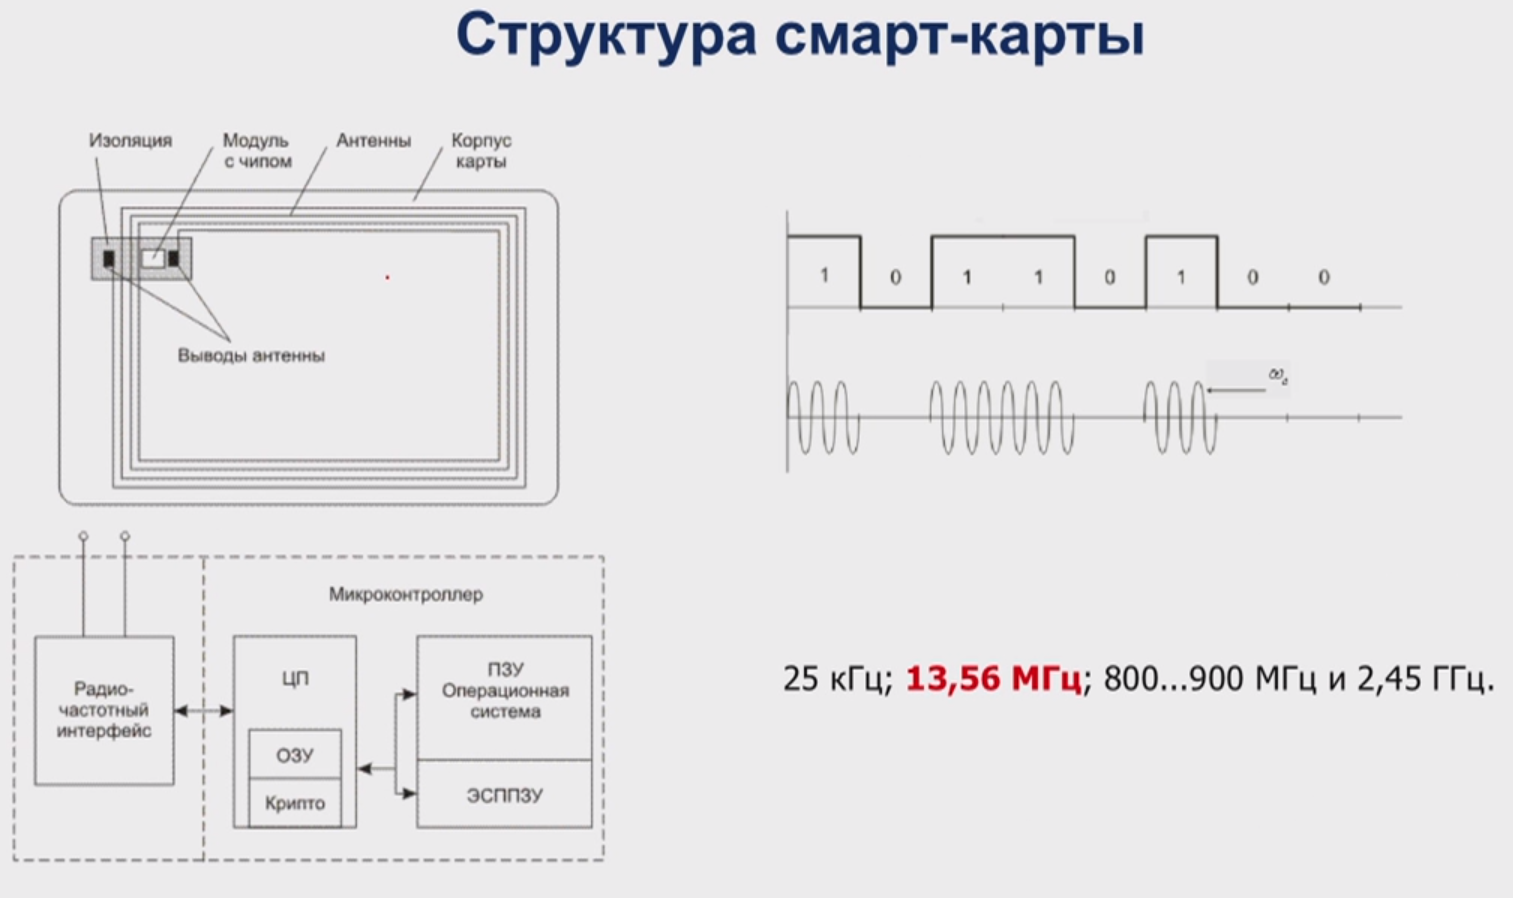 Структура смарт-карты
Изоляция
Модуль
с чипом
Антенны
Корпус
карты
Выводы антенны
1 0 1 1 0 1 0 0
ω
Микроконтроллер
Радио-
частотный
интерфейс
ЦП
ОЗУ
Крипто
ПЗУ
Операционная
система
ЭСППЗУ
25 кГц; 13,56 МГц; 800...900 МГц и 2,45 ГГц.